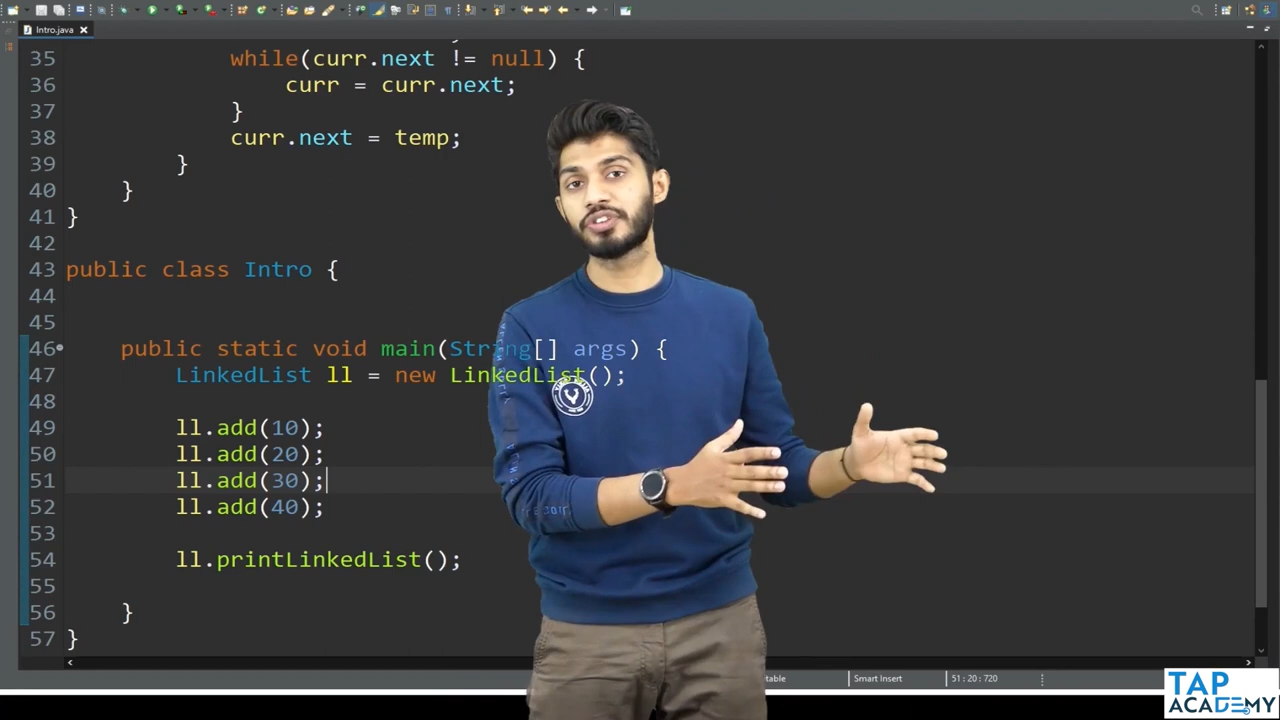 Intro.java
35 while(curr.next != null) {
36 curr = curr.next;
37 }
38 curr.next = temp;
39 }
40 }
41 }
42
43 public class Intro {
44
45
46 public static void main(String[] args) {
47 LinkedList ll = new LinkedList();
48
49 ll.add(10);
50 ll.add(20);
51 ll.add(30);
52 ll.add(40);
53
54 ll.printLinkedList();
55
56 }
57 }
Smart Insert
51 : 20 : 720
TAP
ACADEMY